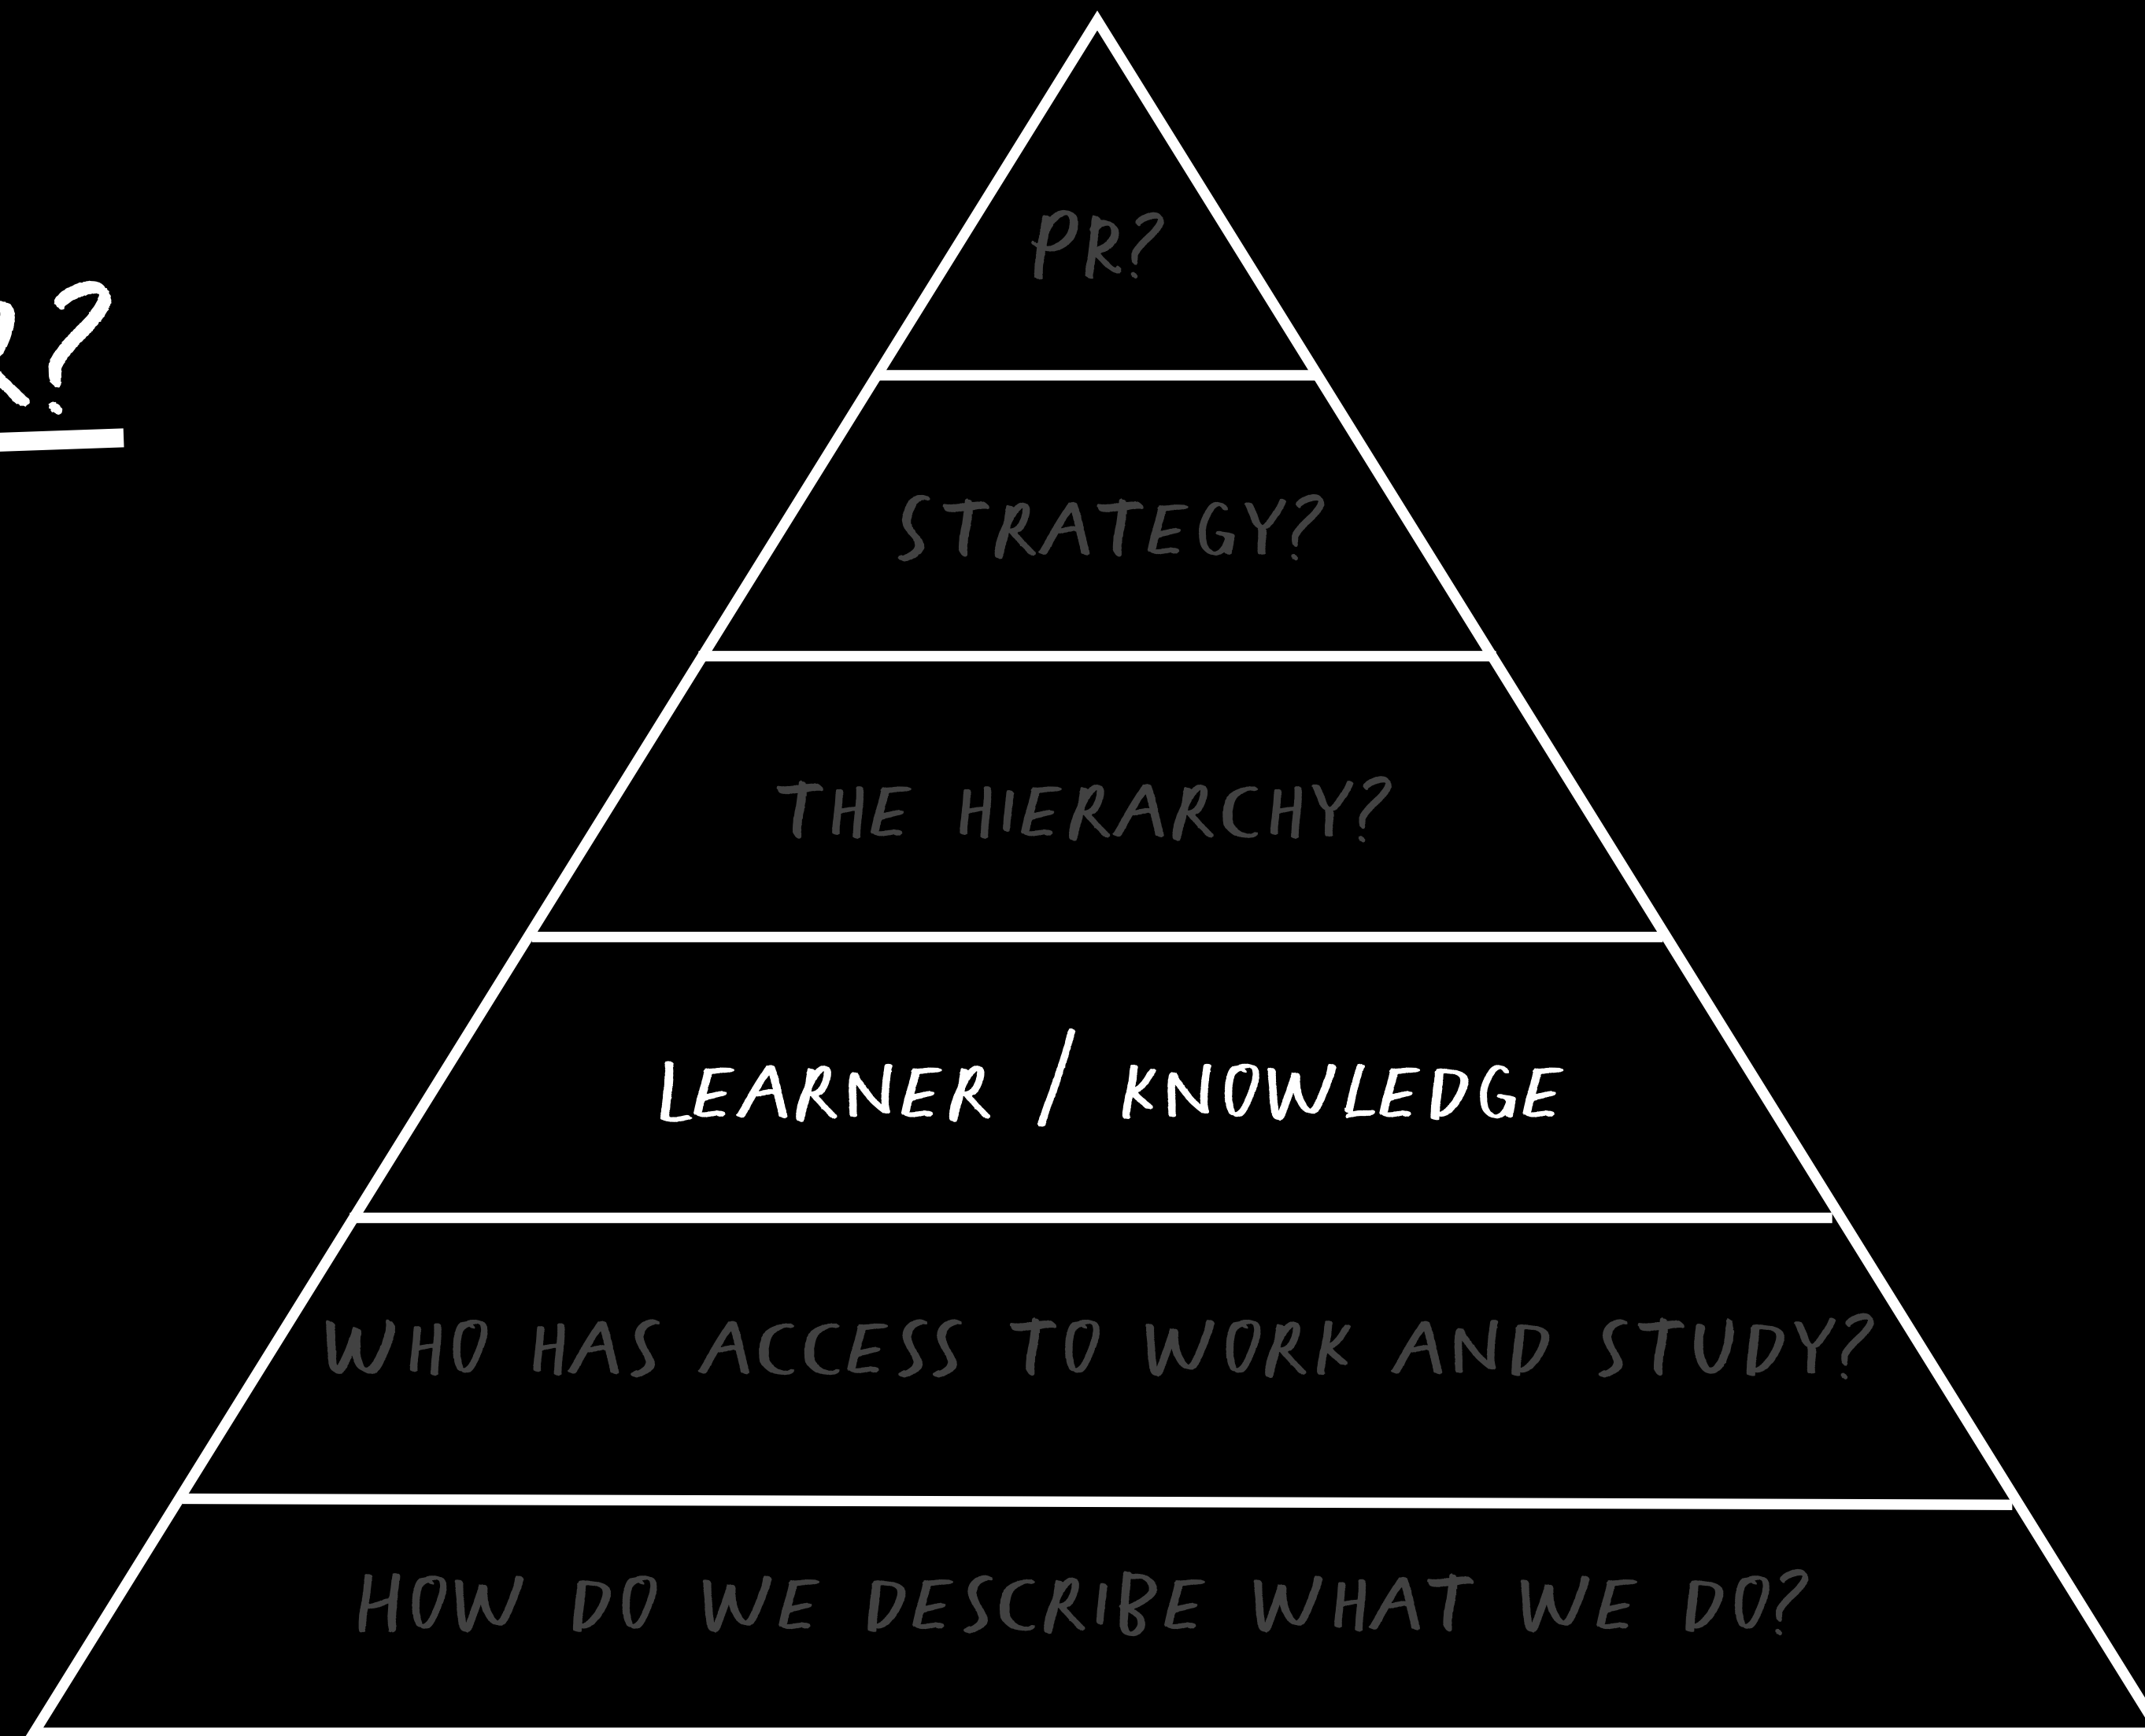 R?
PR?
STRATEGY?
THE HIERARCHY?
LEARNER / KNOWLEDGE
WHO HAS ACCESS TO WORK AND STUDY?
HOW DO WE DESCRIBE WHAT WE DO?